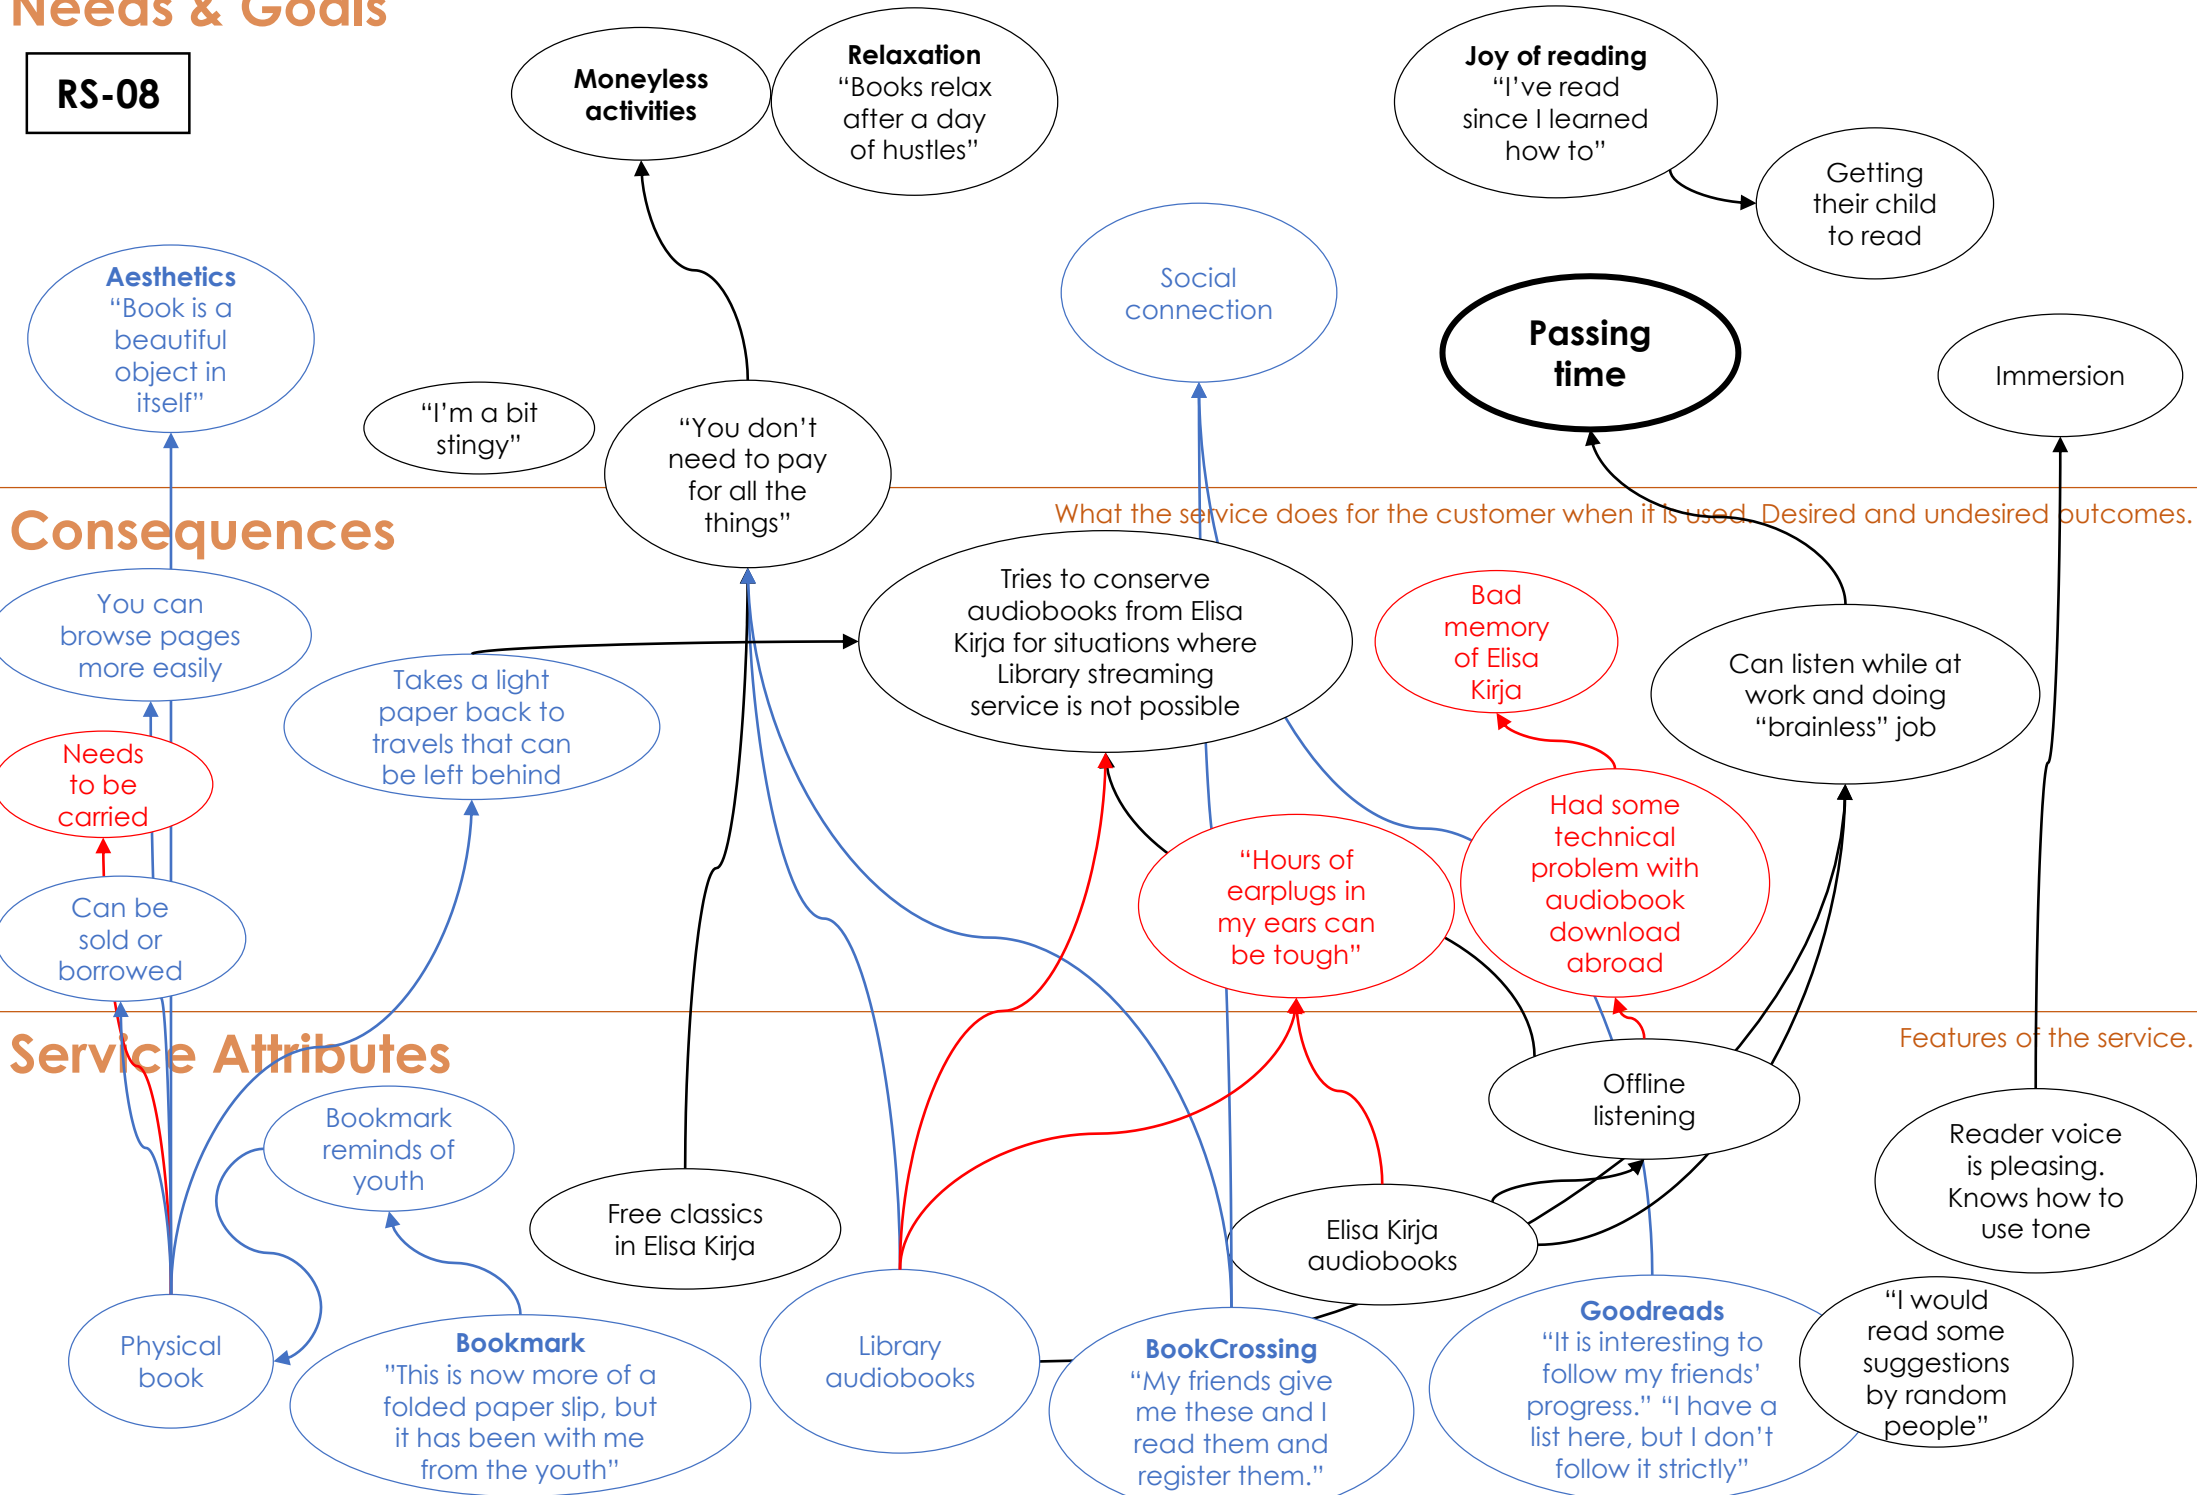 Needs & Goals
RS-08
Moneyless
activities
Relaxation
“Books relax
after a day
of hustles”
Joy of reading
“I’ve read
since I learned
how to”
Getting
their child
to read
Aesthetics
“Book is a
beautiful
object in
itself”
Social
connection
Passing
time
Immersion
“I’m a bit
stingy”
“You don’t
need to pay
for all the
things”
Consequences
What the service does for the customer when it is used. Desired and undesired outcomes.
You can
browse pages
more easily
Takes a light
paper back to
travels that can
be left behind
Tries to conserve
audiobooks from Elisa
Kirja for situations where
Library streaming
service is not possible
Bad
memory
of Elisa
Kirja
Can listen while at
work and doing
“brainless” job
Needs
to be
carried
Had some
technical
problem with
audiobook
download
abroad
“Hours of
earplugs in
my ears can
be tough”
Can be
sold or
borrowed
Service Attributes
Features of the service.
Offline
listening
Bookmark
reminds of
youth
Reader voice
is pleasing.
Knows how to
use tone
Free classics
in Elisa Kirja
Elisa Kirja
audiobooks
Physical
book
Bookmark
”This is now more of a
folded paper slip, but
it has been with me
from the youth”
Library
audiobooks
BookCrossing
“My friends give
me these and I
read them and
register them.”
Goodreads
“It is interesting to
follow my friends’
progress.” “I have a
list here, but I don’t
follow it strictly”
“I would
read some
suggestions
by random
people”